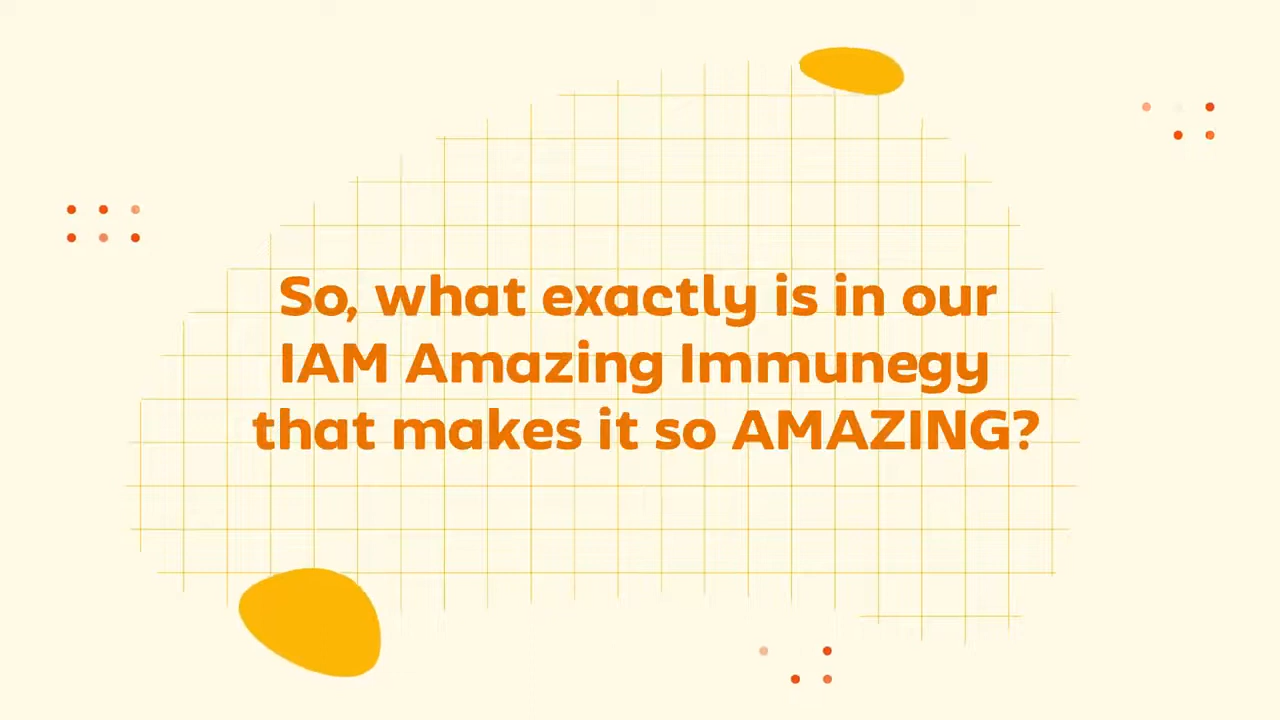 So, what exactly is in our
IAM Amazing Immunegy
that makes it so AMAZING?